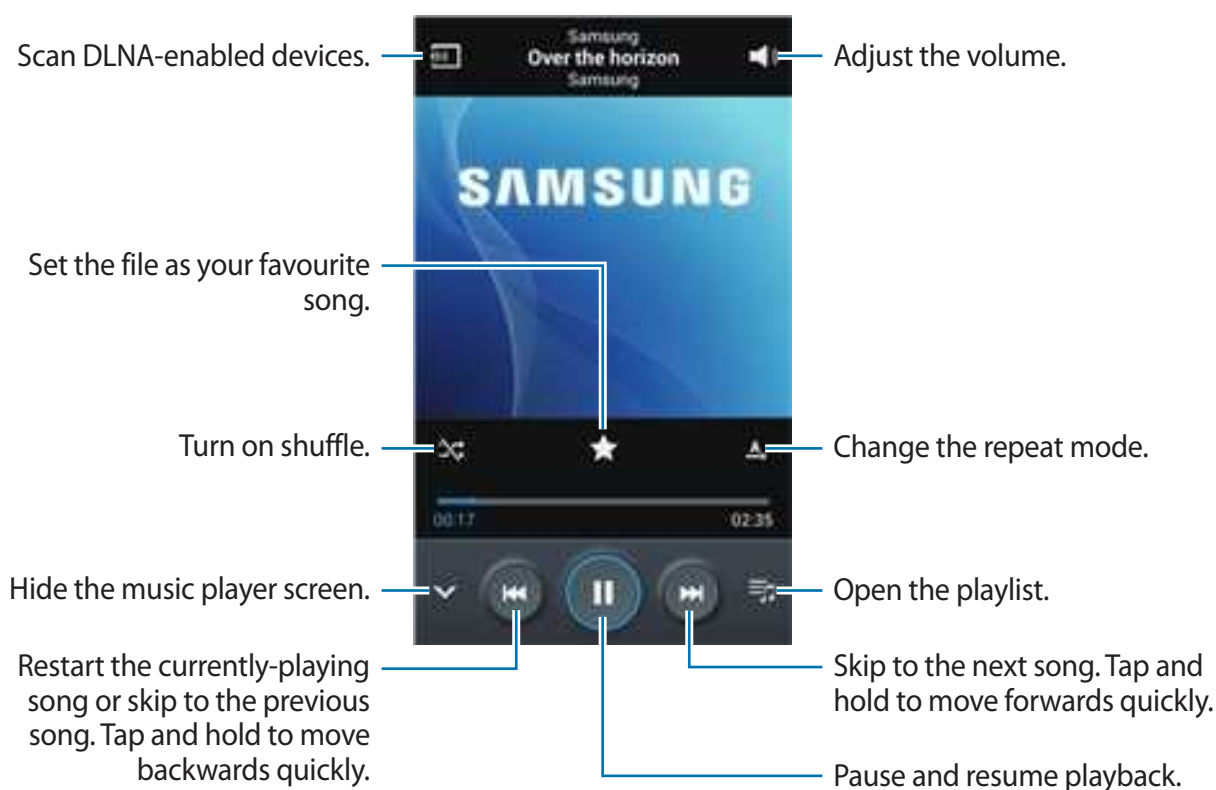 Scan DLNA-enabled devices.
Samsung
Over the horizon
Samsung
Adjust the volume.
SAMSUNG
Set the file as your favourite
song.
Turn on shuffle.
Change the repeat mode.
00:17
02:35
Hide the music player screen.
Open the playlist.
Restart the currently-playing
song or skip to the previous
song. Tap and hold to move
backwards quickly.
Skip to the next song. Tap and
hold to move forwards quickly.
Pause and resume playback.